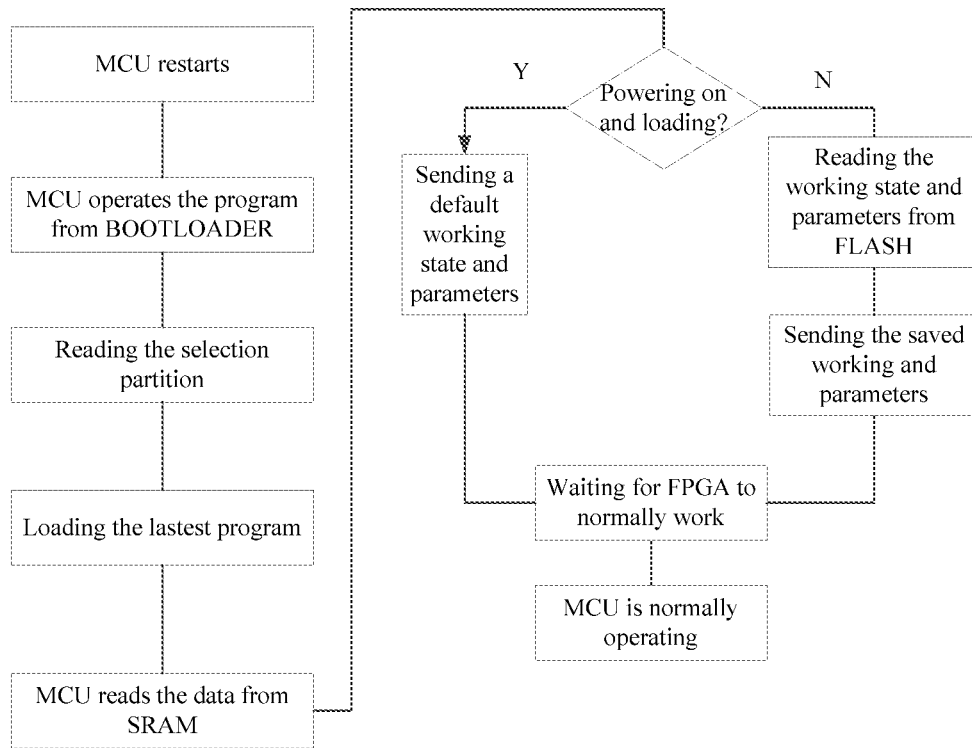 MCU restarts
MCU operates the program
from BOOTLOADER
Reading the selection
partition
Loading the lastest program
MCU reads the data from
SRAM
Powering on
and loading?
Y
N
Sending a
default
working
state and
parameters
Reading the
working state and
parameters from
FLASH
Sending the saved
working and
parameters
Waiting for FPGA to
normally work
MCU is normally
operating